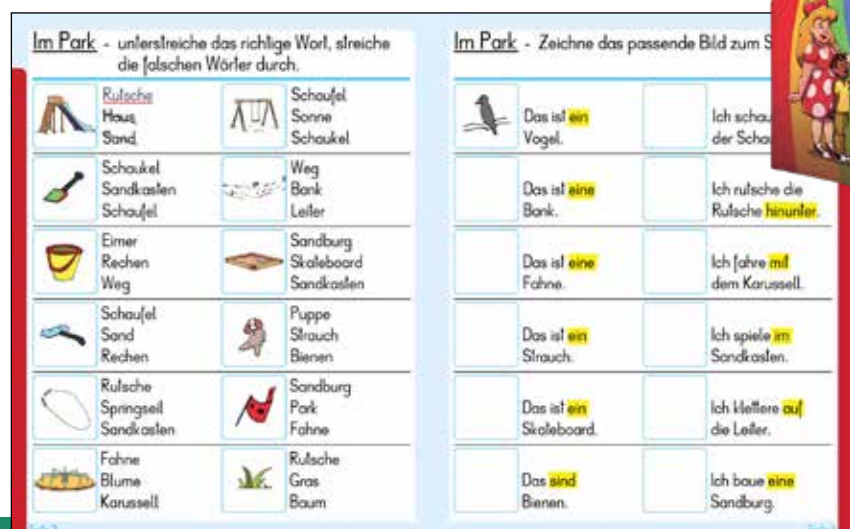 Im Park - unterstreiche das richtige Wort, streiche
die falschen Wörter durch.
Rutsche
Haus
Sand
Schaufel
Sonne
Schaukel
Schaukel
Sandkasten
Schaufel
Weg
Bank
Leiter
Eimer
Rechen
Weg
Sandburg
Skateboard
Sandkasten
Schaufel
Sand
Rechen
Puppe
Strauch
Bienen
Rutsche
Springseil
Sandkasten
Sandburg
Park
Fahne
Fahne
Blume
Karussell
Rutsche
Gras
Baum
Im Park - Zeichne das passende Bild zum S
Das ist ein
Vogel.
Ich schau
der Schau
Das ist eine
Bank.
Ich rutsche die
Rutsche hinunter.
Das ist eine
Fahne.
Ich fahre mit
dem Karussell.
Das ist ein
Strauch.
Ich spiele im
Sandkasten.
Das ist ein
Skateboard.
Ich klettere auf
die Leiter.
Das sind
Bienen.
Ich baue eine
Sandburg.